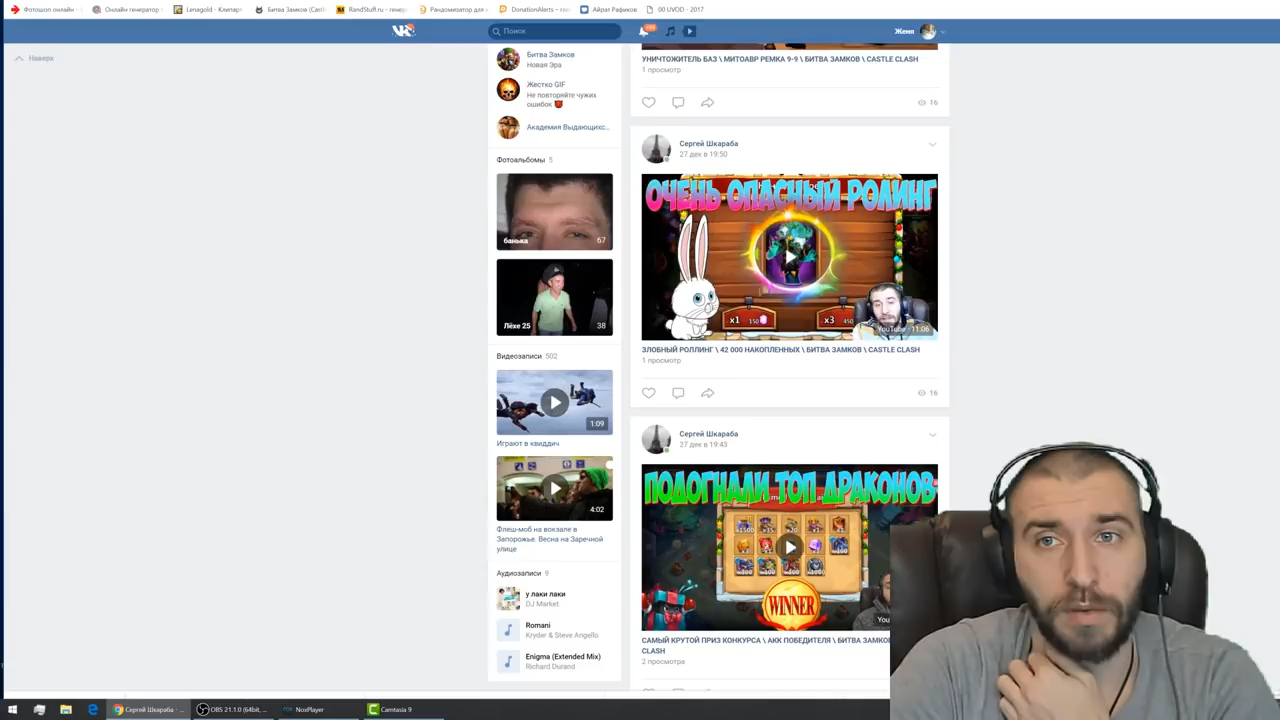 Фотошоп онлайн -
Онлайн генератор
Lenagold - Клипарт
Битва Замков (Castl
RandStuff.ru - генер
Рандомизатор для
DonationAlerts –
Айрат Рафиков
00 UVOD - 2017
Поиск
Женя
Наверх
Битва Замков
Новая Эра
Жестко GIF
Не повторяйте чужих
ошибок
Академия Выдающихс...
Фотоальбомы 5
банька 67
Лёхе 25 38
Видеозаписи 502
1:09
Играют в квиддич
4:02
Флеш-моб на вокзале в
Запорожье. Весна на Заречной
улице
Аудиозаписи 9
у лаки лаки
DJ Market
Romani
Kryder & Steve Angello
Enigma (Extended Mix)
Richard Durand
УНИЧТОЖИТЕЛЬ БАЗ \ МИТОАВР РЕМКА 9-9 \ БИТВА ЗАМКОВ \ CASTLE CLASH
1 просмотр
16
Сергей Шкараба
27 дек в 19:50
ОЧЕНЬ ОПАСНЫЙ РОЛИНГ
x1 150
x3 450
YouTube · 11:06
ЗЛОБНЫЙ РОЛЛИНГ \ 42 000 НАКОПЛЕННЫХ \ БИТВА ЗАМКОВ \ CASTLE CLASH
1 просмотр
16
Сергей Шкараба
27 дек в 19:43
ПОДОГНАЛИ ТОП ДРАКОНОВ
WINNER
You
САМЫЙ КРУТОЙ ПРИЗ КОНКУРСА \ АКК ПОБЕДИТЕЛЯ \ БИТВА ЗАМКОВ
CLASH
2 просмотра
Сергей Шкараба - ...
OBS 21.1.0 (64bit, ...
NoxPlayer
Camtasia 9